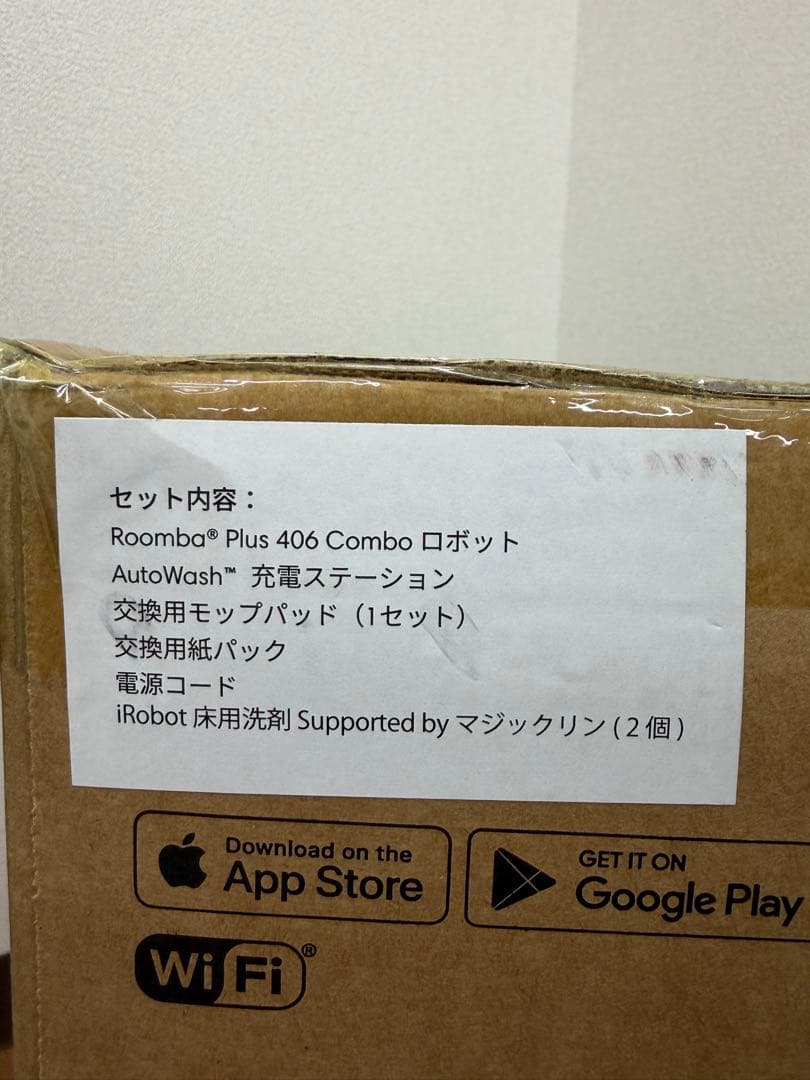 セット内容：
Roomba® Plus 406 Combo ロボット
AutoWash™ 充電ステーション
交換用モップパッド（1セット）
交換用紙パック
電源コード
iRobot 床用洗剤 Supported by マジックリン ( 2 個 )
Download on the
App Store
GET IT ON
Google Play
Wi Fi®